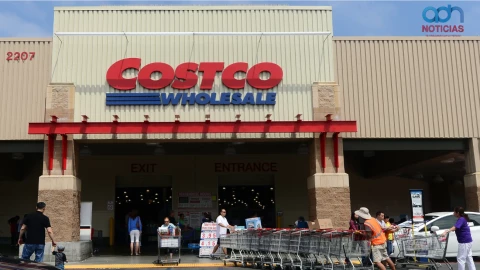 adn
NOTICIAS
2207
COSTCO
WHOLESALE
EXIT
ENTRANCE